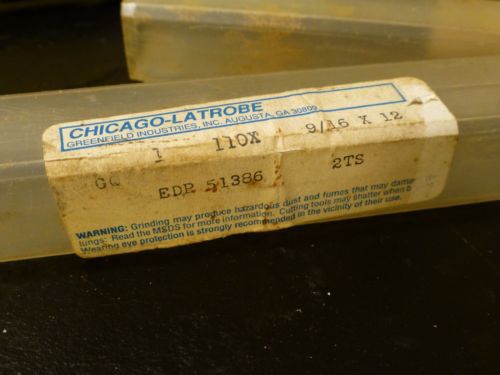 CHICAGO-LATROBE
GREENFIELD INDUSTRIES, INC. AUGUSTA, GA 30809
1 110X 9/16 X 12
EDP 51386 2TS
WARNING: Grinding may produce hazardous dust and fumes that may
lungs: Read the MSDS for more information. Cutting tools may shatter when
Wearing eye protection is strongly recommended in the vicinity of their use.